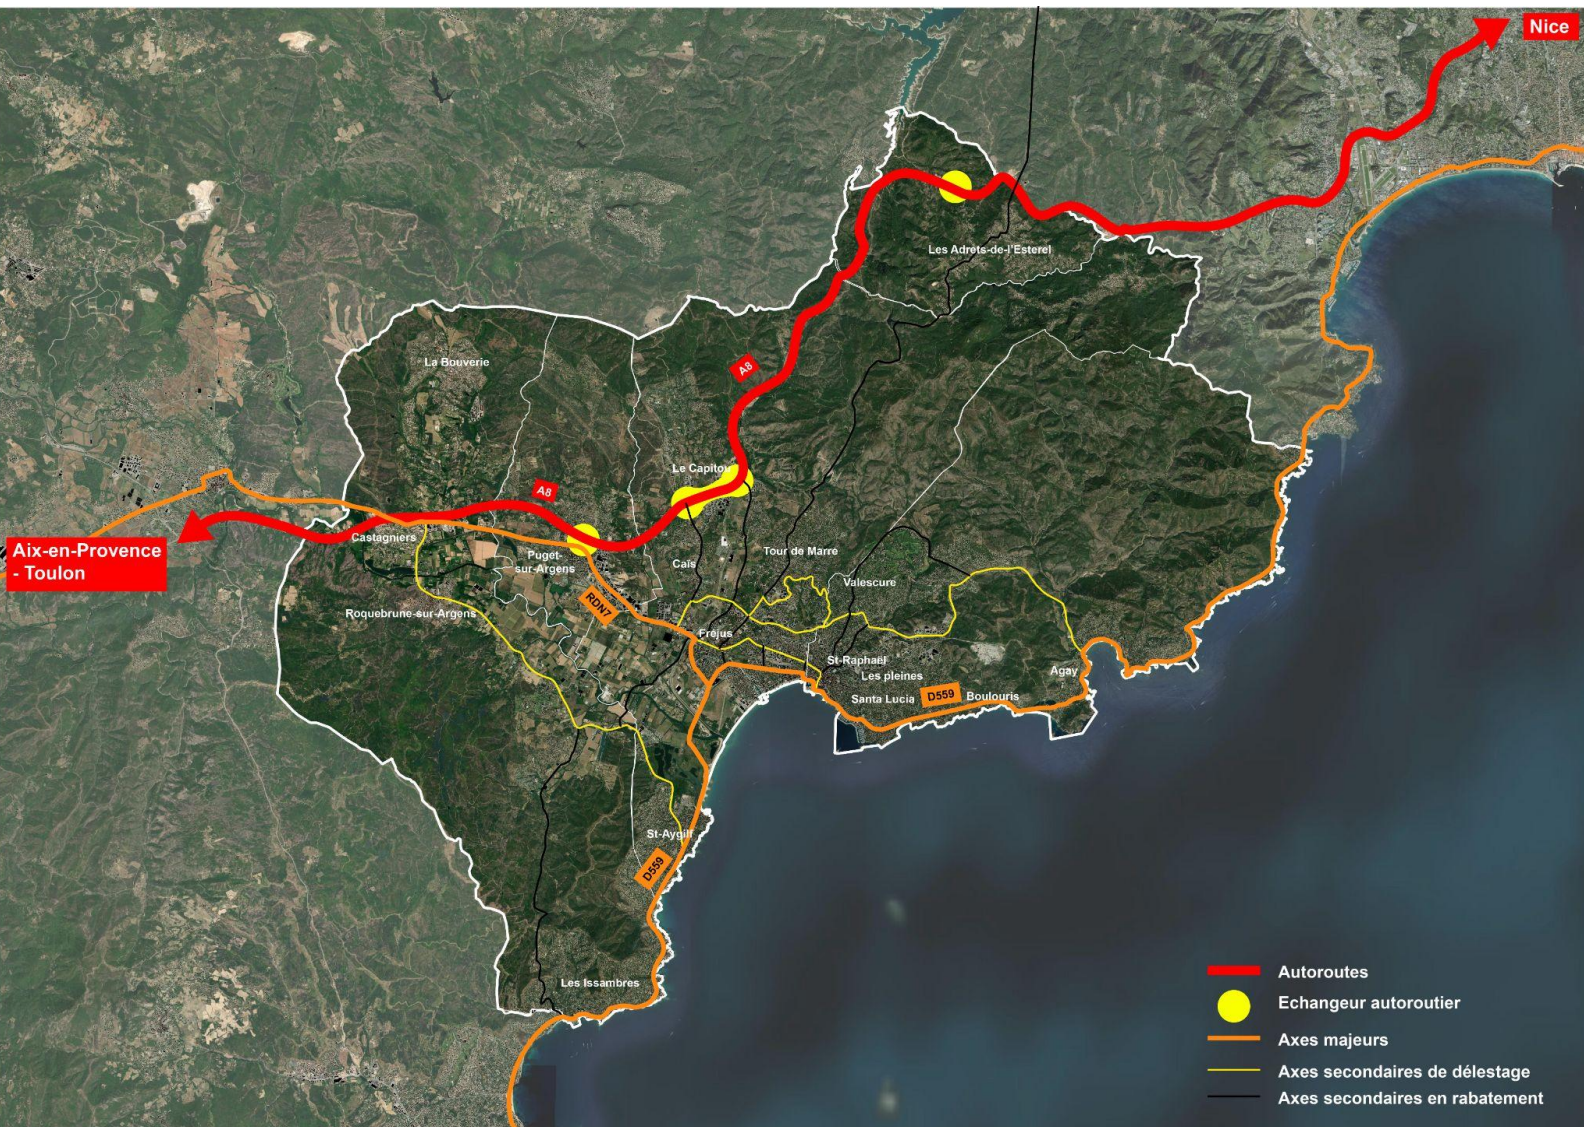 Nice
Les Adrets-de-l'Esterel
La Bouverie
A8
Le Capitou
A8
Aix-en-Provence
- Toulon
Castagniers
Puget-
sur-Argens
Caïs
Tour de Marre
Valescure
RDN7
Roquebrune-sur-Argens
Fréjus
St-Raphaël
Les pleines
Agay
Santa Lucia
D559
Boulouris
St-Aygulf
D559
Les Issambres
Autoroutes
Echangeur autoroutier
Axes majeurs
Axes secondaires de délestage
Axes secondaires en rabatement